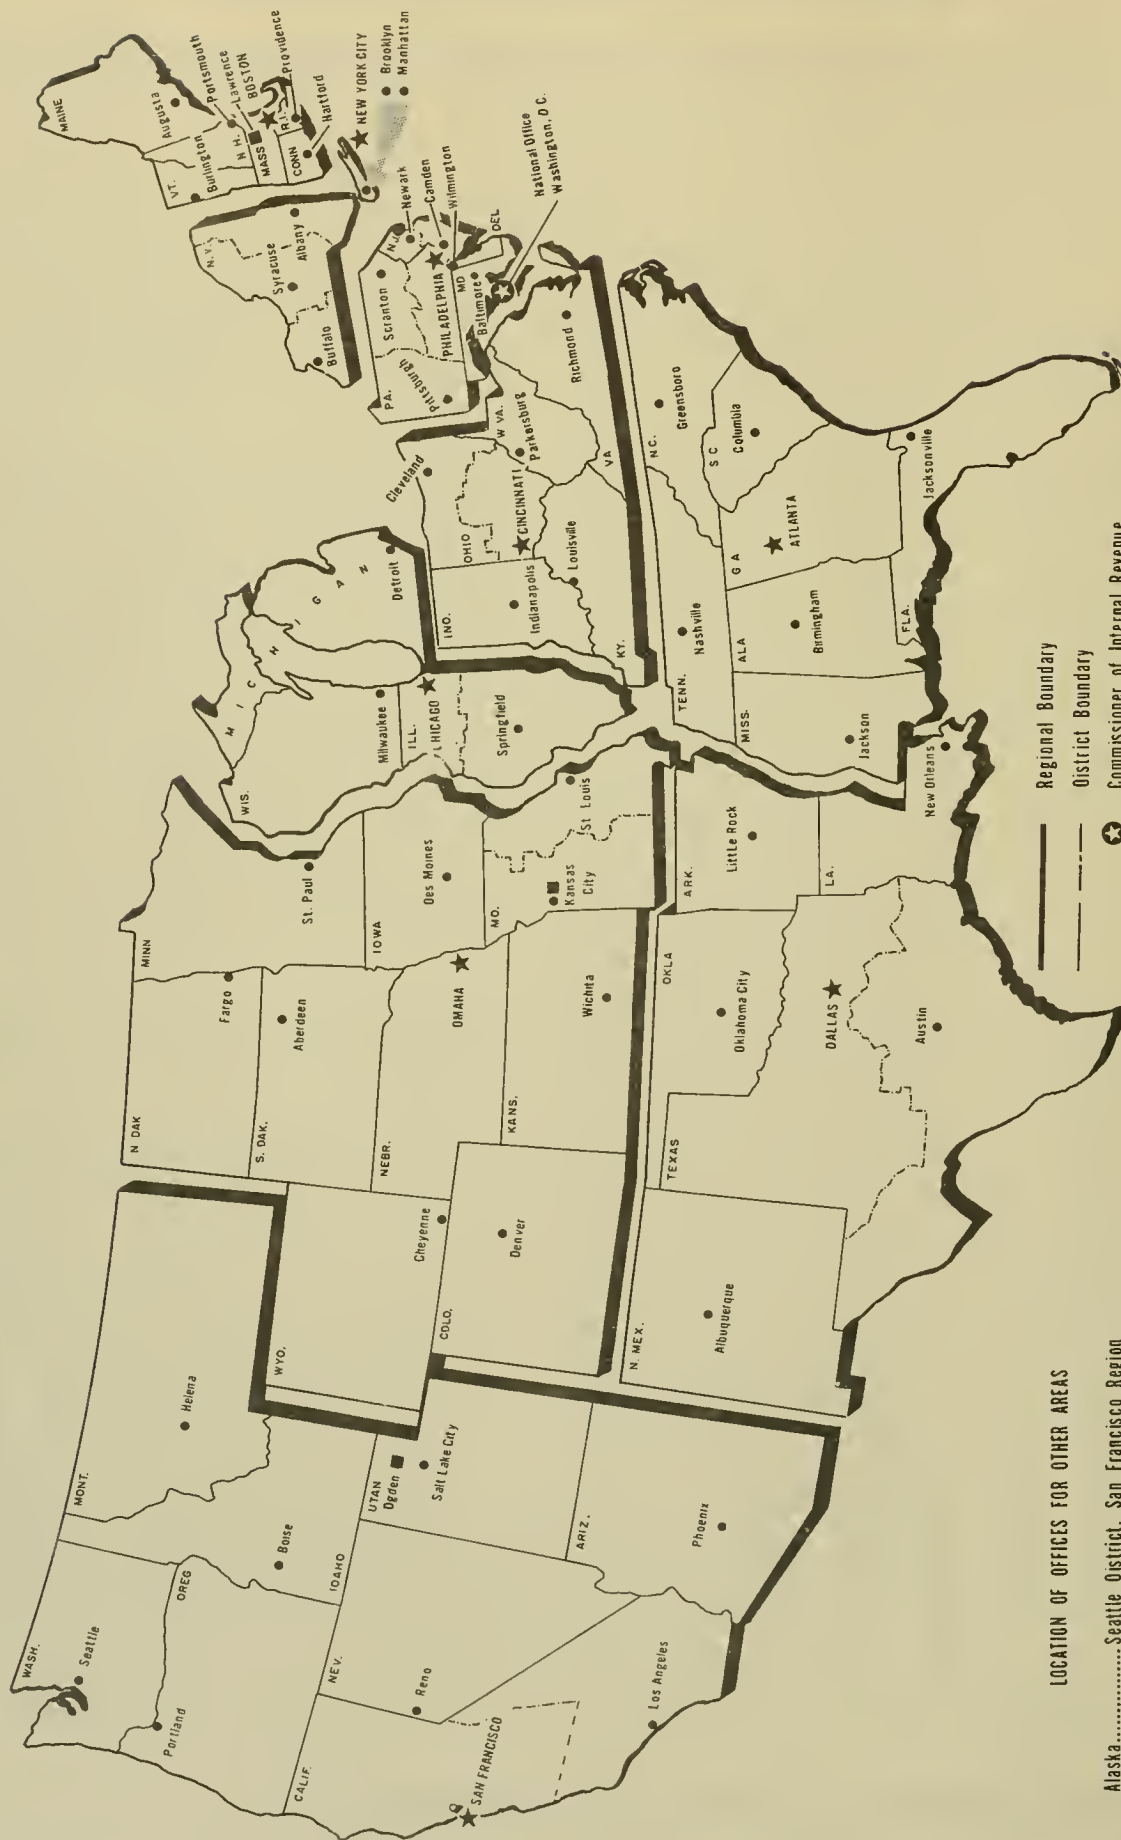 WASH.
Seattle
Portland
OREG
MONT.
Helena
Boise
IDAHO
CALIF.
NEV.
Reno
SAN FRANCISCO
Los Angeles
UTAN
Ogden
Salt Lake City
ARIZ.
Phoenix
WYO.
Cheyenne
COLO.
Denver
N. MEX.
Albuquerque
N DAK
Fargo
S. DAK.
Aberdeen
NEBR.
OMAHA
KANS.
Wichita
TEXAS
OKLA
Oklahoma City
DALLAS
Austin
MINN
St. Paul
IOWA
Des Moines
MO.
Kansas
City
St Louis
ARK.
Little Rock
LA.
New Orleans
WIS.
Milwaukee
MICHIGAN
Detroit
ILL.
CHICAGO
Springfield
INO.
Indianapolis
OHIO
Cleveland
CINCINNATI
KY.
Louisville
W VA.
Parkersburg
VA
Richmond
TENN.
Nashville
MISS.
Jackson
ALA
Birmingham
G A
ATLANTA
FLA.
Jacksonville
N C.
Greensboro
S C
Columbia
PA.
Pittsburgh
Scranton
PHILADELPHIA
N J.
Newark
Camden
Wilmington
DEL
MD
Baltimore
National Office
Washington, D C.
N. Y.
Buffalo
Syracuse
Albany
NEW YORK CITY
Brooklyn
Manhattan
MAINE
Augusta
VT.
Burlington
N H.
Portsmouth
Lawrence
MASS
BOSTON
R.I.
Providence
CONN
Hartford
Regional Boundary
District Boundary
Commissioner of Internal Revenue
LOCATION OF OFFICES FOR OTHER AREAS
Alaska..............Seattle District, San Francisco Region